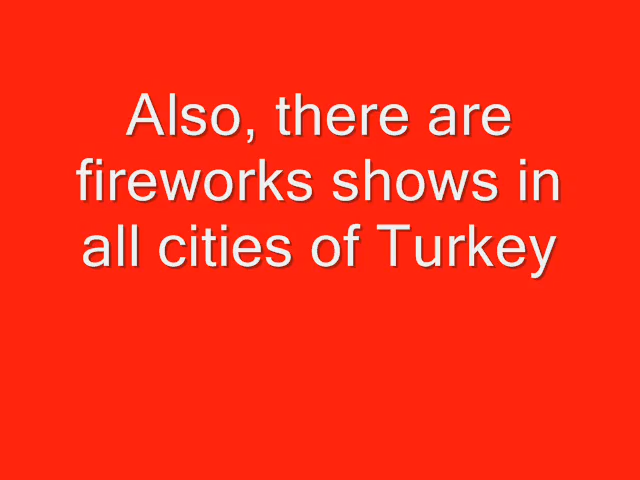 Also, there are
fireworks shows in
all cities of Turkey